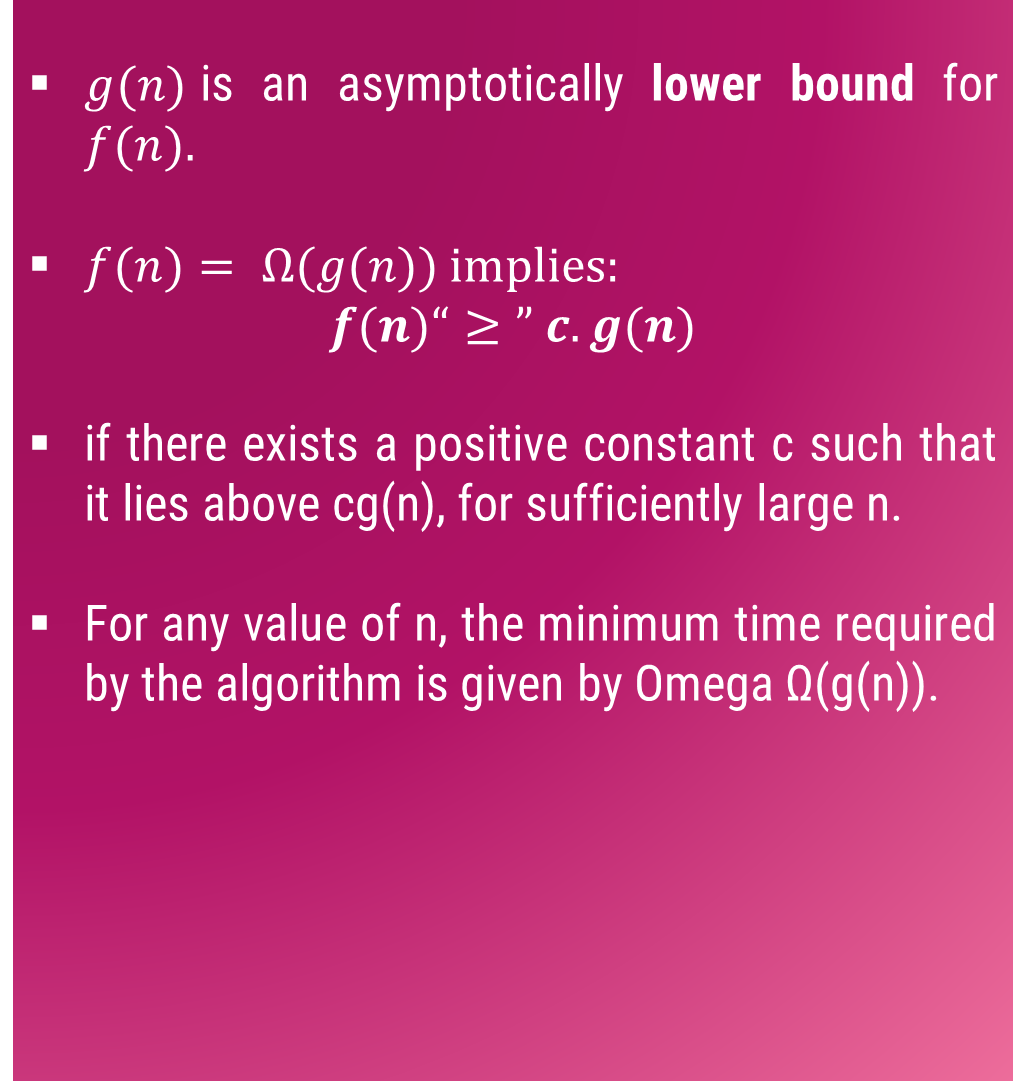 ▪ g(n) is an asymptotically lower bound for
f(n).
▪ f(n) = Ω(g(n)) implies:
f(n)“ ≥ ” c. g(n)
▪ if there exists a positive constant c such that
it lies above cg(n), for sufficiently large n.
▪ For any value of n, the minimum time required
by the algorithm is given by Omega Ω(g(n)).